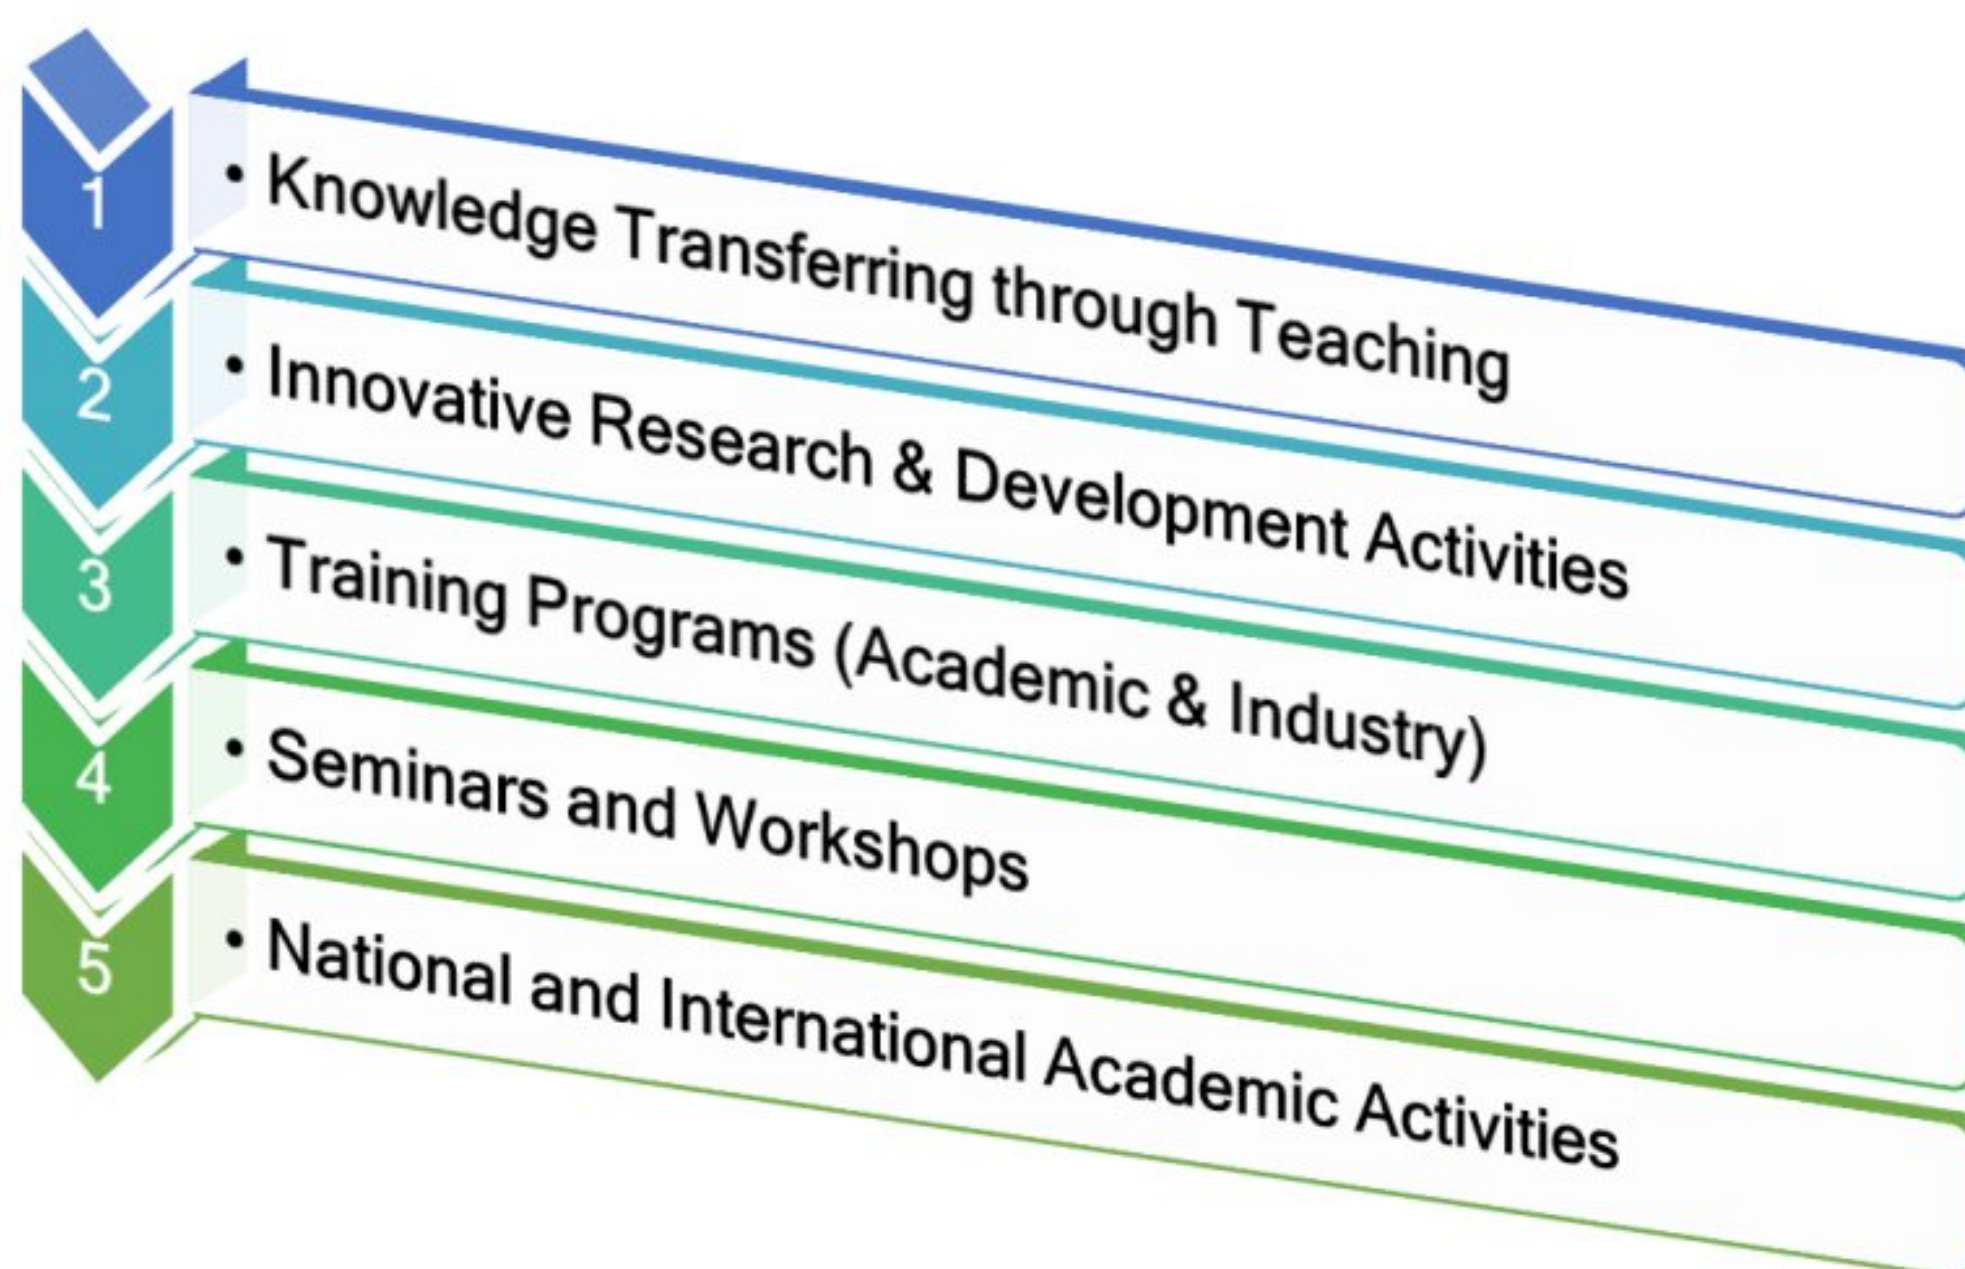 1
• Knowledge Transferring through Teaching
2
• Innovative Research & Development Activities
3
• Training Programs (Academic & Industry)
4
• Seminars and Workshops
5
• National and International Academic Activities